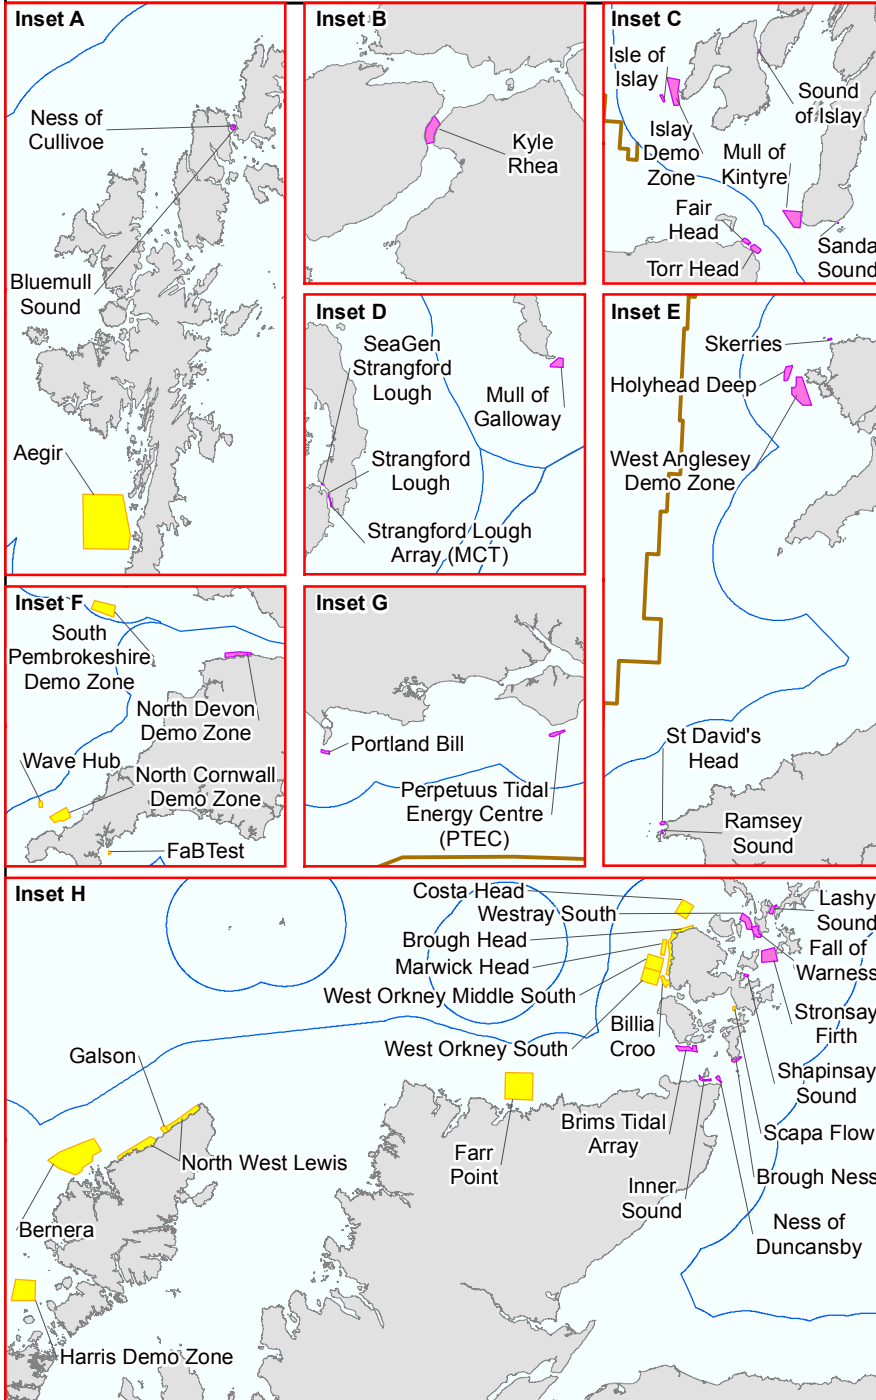 Inset A
Ness of
Cullivoe
Bluemull
Sound
Aegir
Inset B
Kyle
Rhea
Inset C
Isle of
Islay
Sound
of Islay
Islay
Demo
Zone
Mull of
Kintyre
Fair
Head
Torr Head
Sanda
Sound
Inset D
SeaGen
Strangford
Lough
Mull of
Galloway
Strangford
Lough
Strangford Lough
Array (MCT)
Inset E
Skerries
Holyhead Deep
West Anglesey
Demo Zone
St David's
Head
Ramsey
Sound
Inset F
South
Pembrokeshire
Demo Zone
North Devon
Demo Zone
Wave Hub
North Cornwall
Demo Zone
FaBTest
Inset G
Portland Bill
Perpetuus Tidal
Energy Centre
(PTEC)
Inset H
Costa Head
Westray South
Brough Head
Marwick Head
West Orkney Middle South
West Orkney South
Billia
Croo
Lashy
Sound
Fall of
Warness
Stronsay
Firth
Shapinsay
Sound
Scapa Flow
Brough Ness
Ness of
Duncansby
Brims Tidal
Array
Inner
Sound
Farr
Point
Galson
North West Lewis
Bernera
Harris Demo Zone